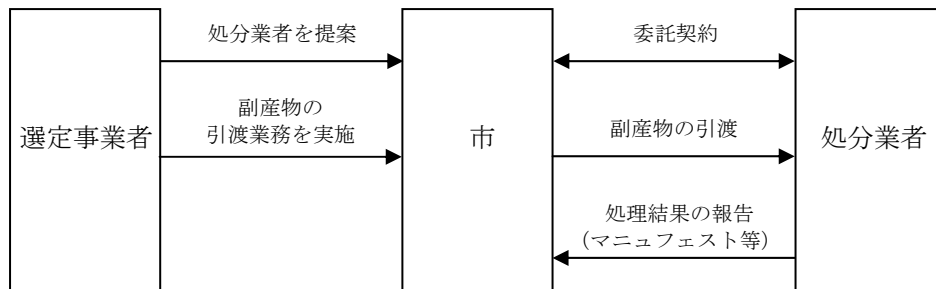 選定事業者
処分業者を提案
副産物の
引渡業務を実施
市
委託契約
副産物の引渡
処理結果の報告
(マニュフェスト等)
処分業者